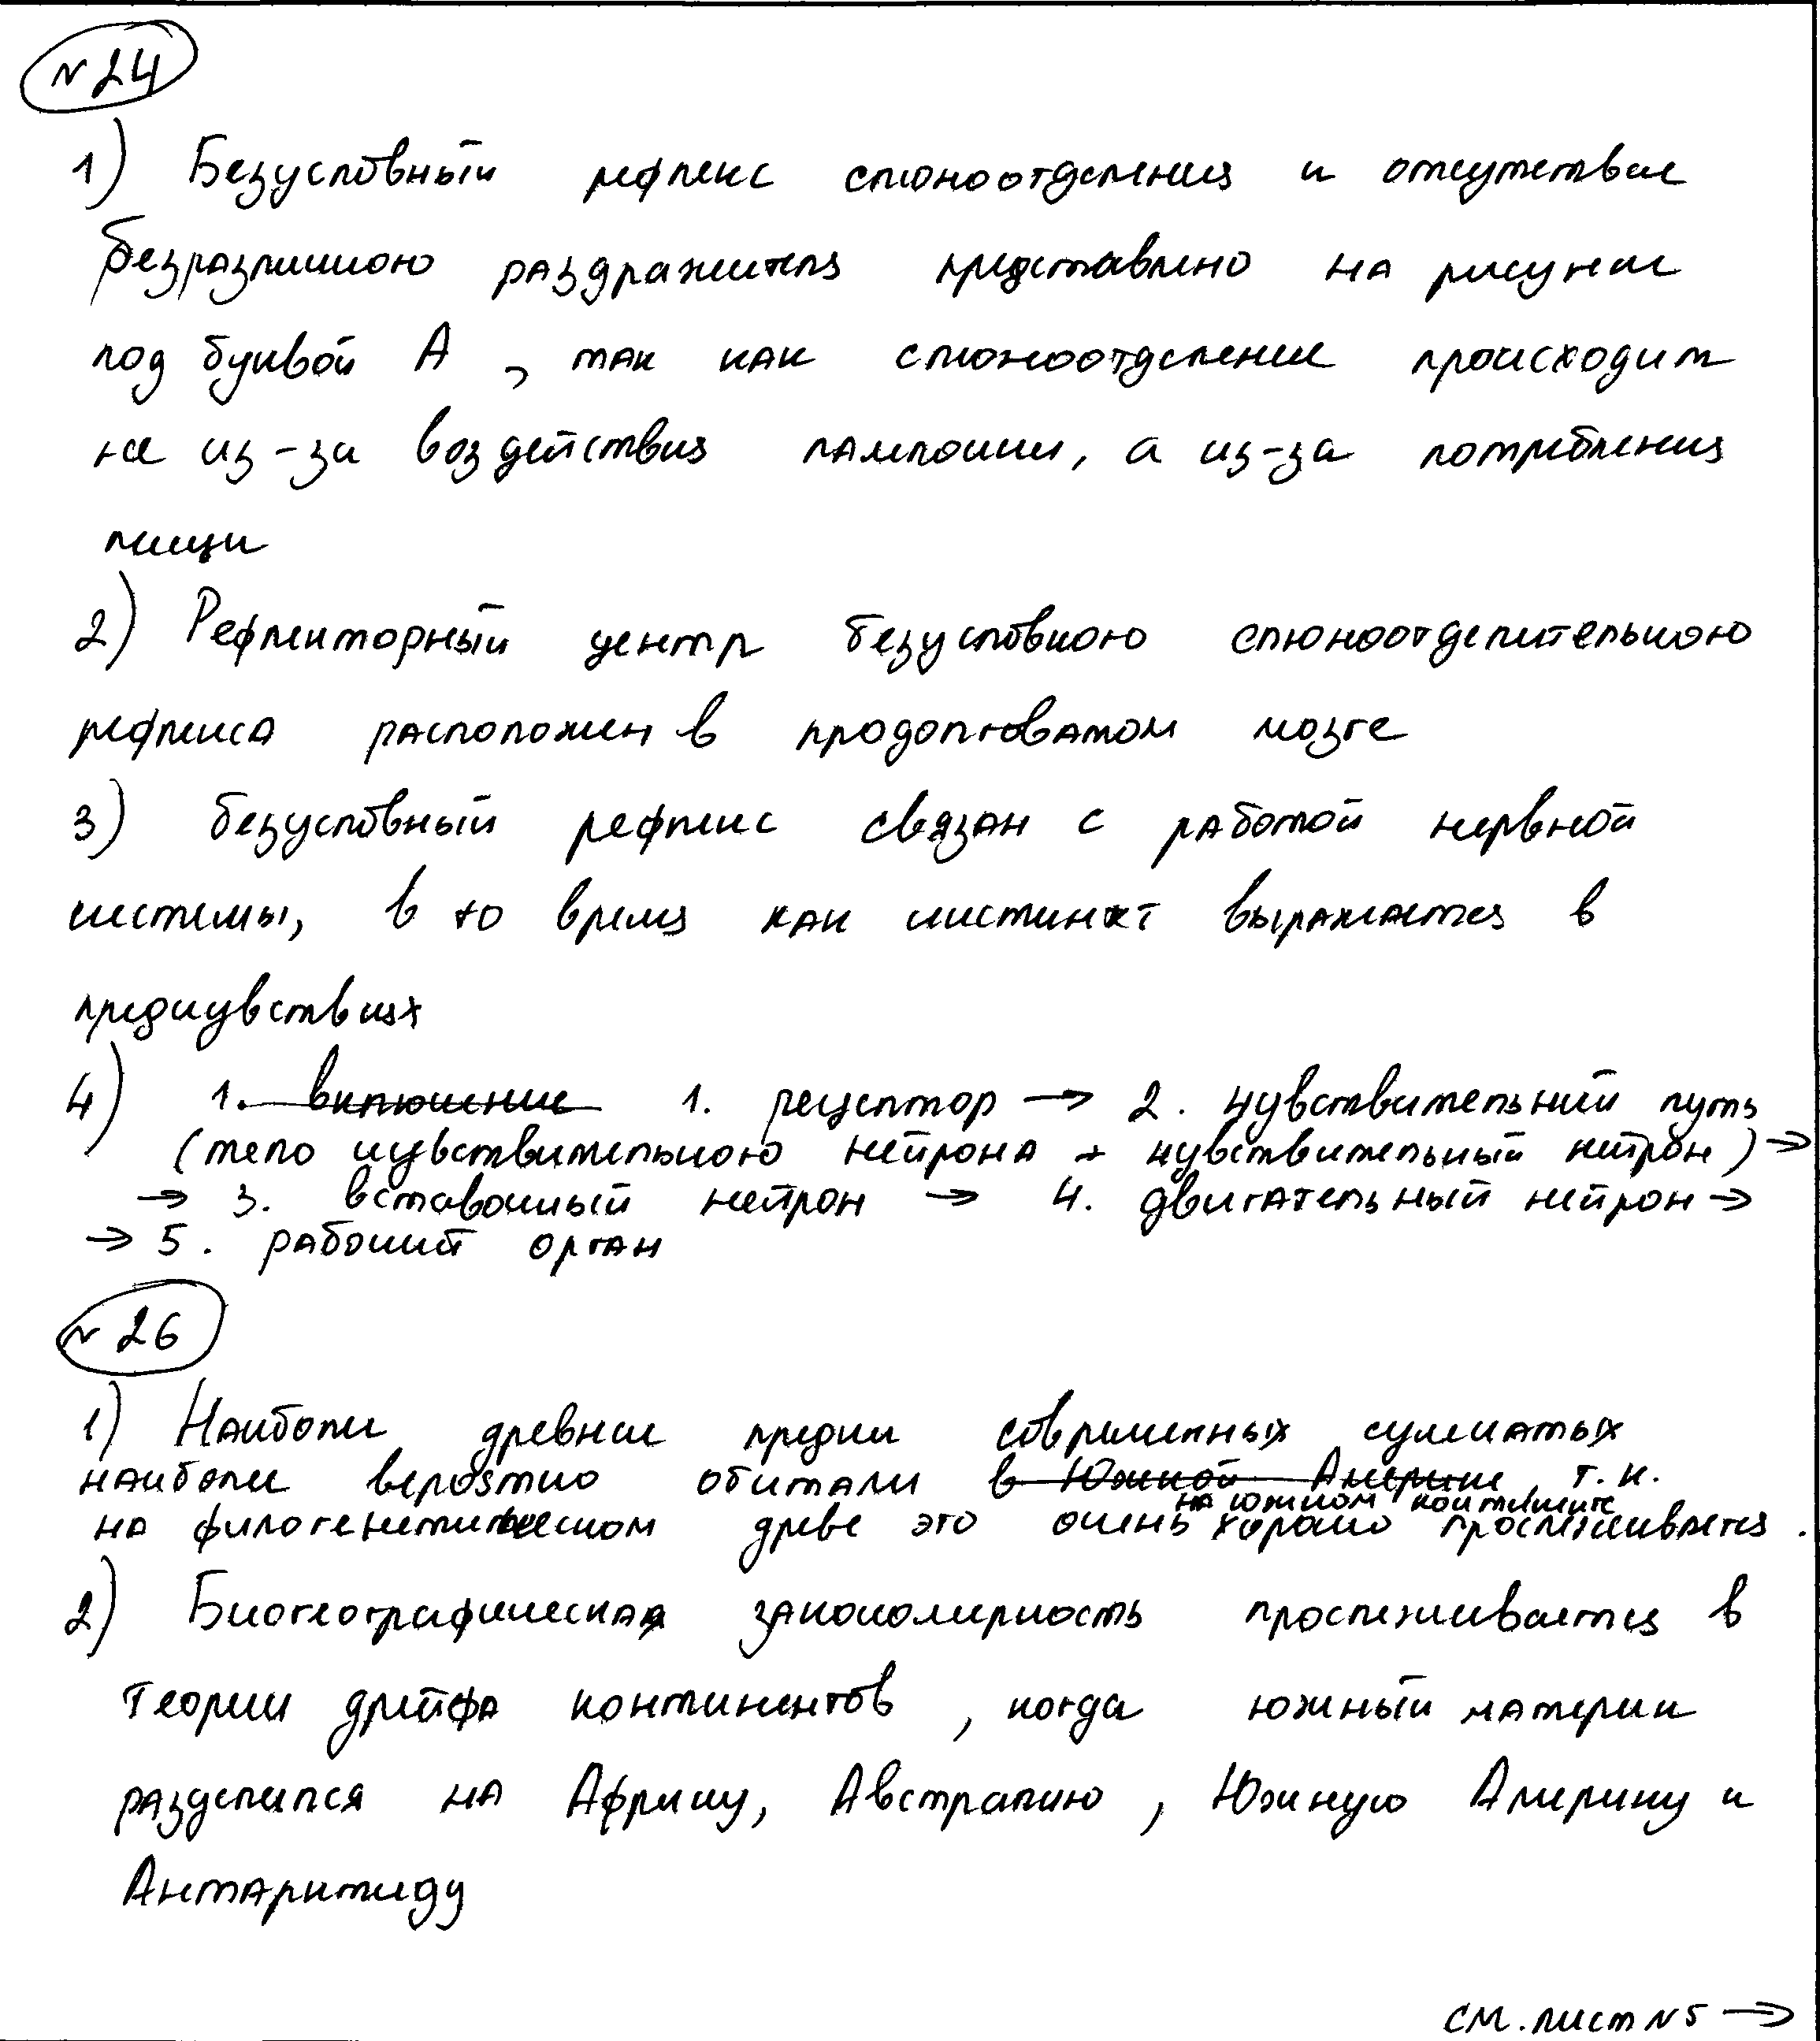 №24
1) Безусловный рефлекс слюноотделения и отсутствие
безразличного раздражителя представлено на рисунке
под буквой А, так как слюноотделение происходит
не из-за воздействия лампочки, а из-за потребления
пищи
2) Рефлекторный центр безусловного слюноотделительного
рефлекса расположен в продолговатом мозге
3) безусловный рефлекс связан с работой нервной
системы, в то время как инстинкт выражается в
предчувствиях
4) 1. включение 1. рецептор → 2. чувствительный путь
(тело чувствительного нейрона + чувствительный нейрон) →
→ 3. вставочный нейрон → 4. двигательный нейрон →
→ 5. рабочий орган
№26
1) Наиболее древние предки современных сумчатых
наиболее вероятно обитали в Южной Америке т.к.
на южном континенте
на филогенетическом древе это очень хорошо прослеживается.
2) Биогеографическая закономерность прослеживается в
теории дрейфа континентов, когда южный материк
разделился на Африку, Австралию, Южную Америку и
Антарктиду
см. лист №5 →